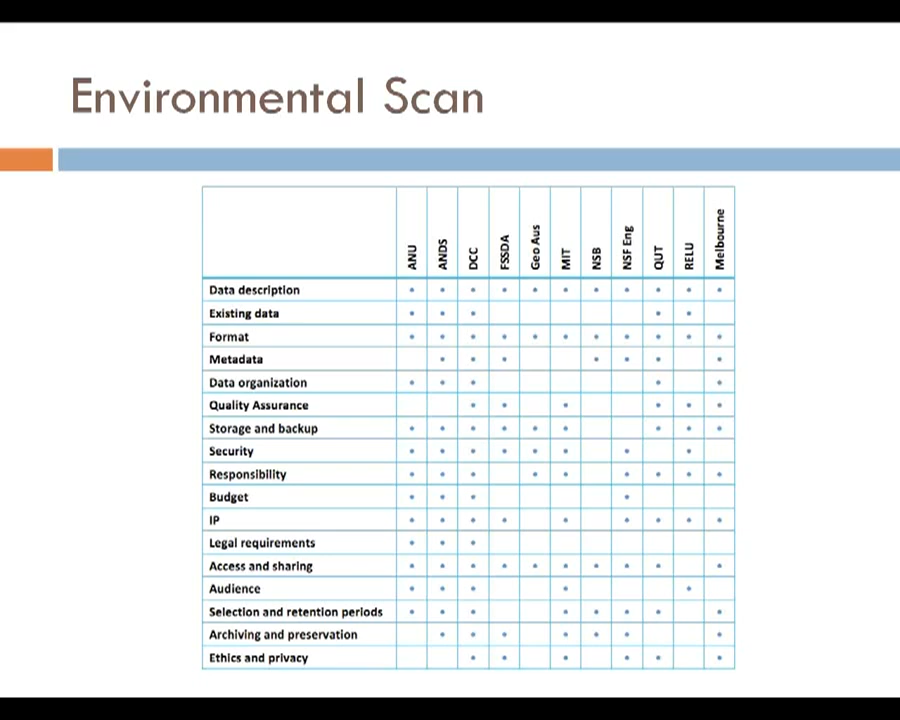 Environmental Scan
ANU ANDS DCC FSSDA Geo Aus MIT NSB NSF Eng QUT RELU Melbourne
Data description • • • • • • • • • • •
Existing data • • • • •
Format • • • • • • • • • • •
Metadata • • • • • • •
Data organization • • • • •
Quality Assurance • • • • • •
Storage and backup • • • • • • • • •
Security • • • • • • • •
Responsibility • • • • • • • • •
Budget • • • •
IP • • • • • • • • •
Legal requirements • • •
Access and sharing • • • • • • • • • •
Audience • • • • •
Selection and retention periods • • • • • • • •
Archiving and preservation • • • • • • •
Ethics and privacy • • • • • •